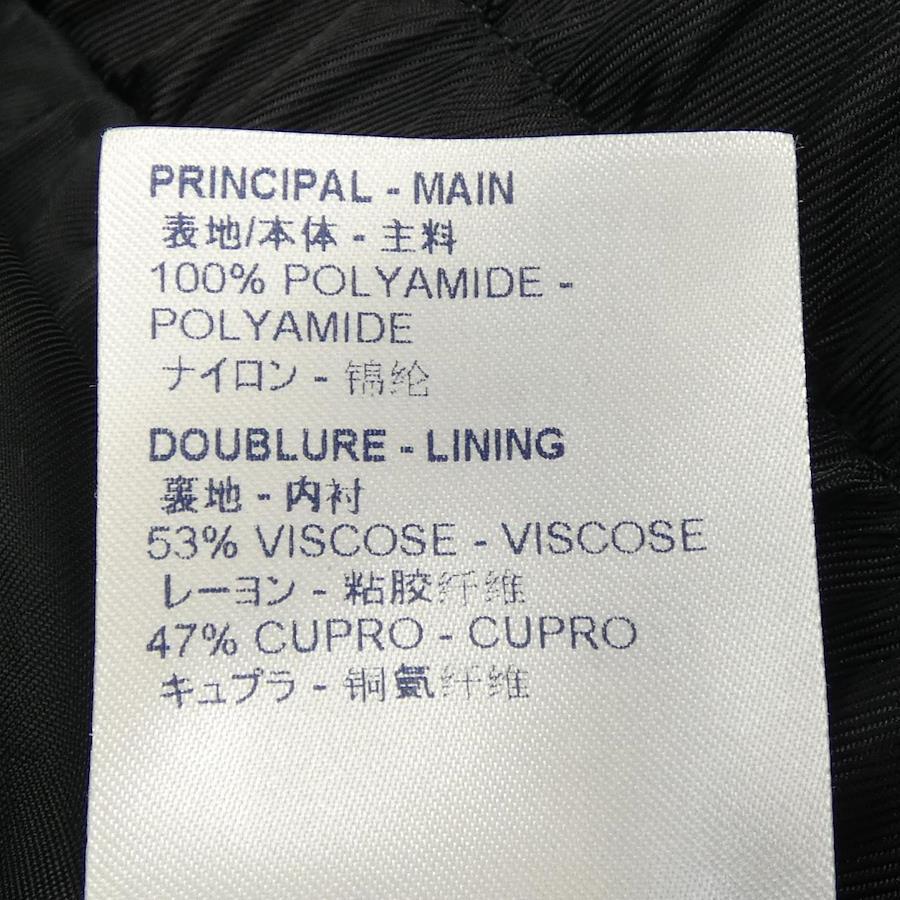 PRINCIPAL - MAIN
表地/本体 - 主料
100% POLYAMIDE -
POLYAMIDE
ナイロン - 锦纶
DOUBLURE - LINING
裏地 - 内衬
53% VISCOSE - VISCOSE
レーヨン - 粘胶纤维
47% CUPRO - CUPRO
キュプラ - 铜氨纤维